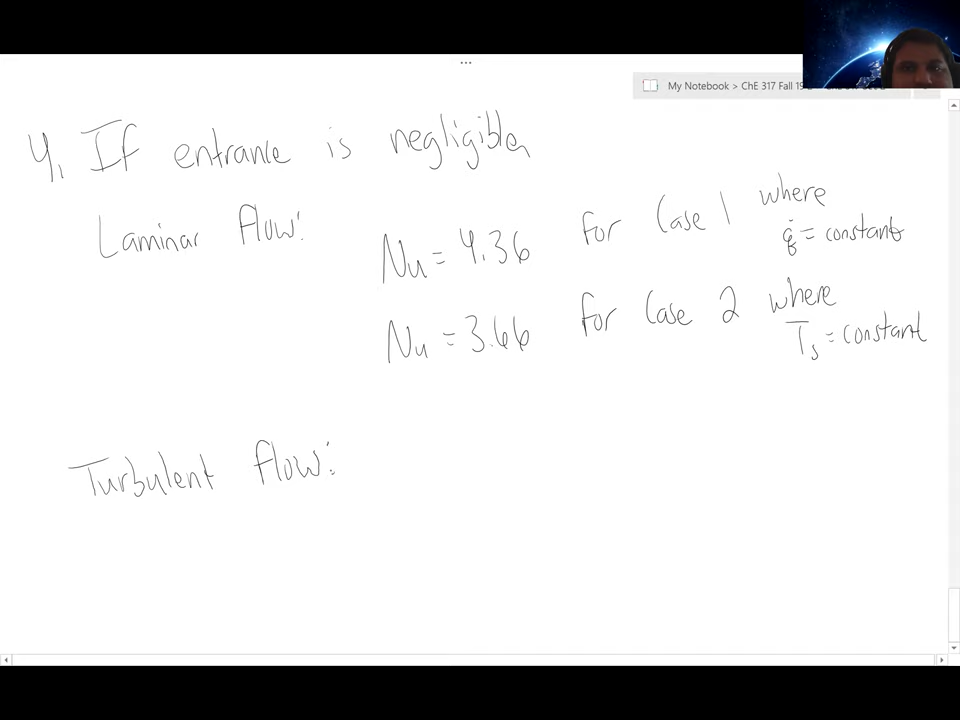 My Notebook > ChE 317 Fall 19
4. If entrance is negligible
Laminar flow:
Nu = 4.36 for Case 1 where
q̇ = constant
Nu = 3.66 for Case 2 where
Ts = constant
Turbulent flow: